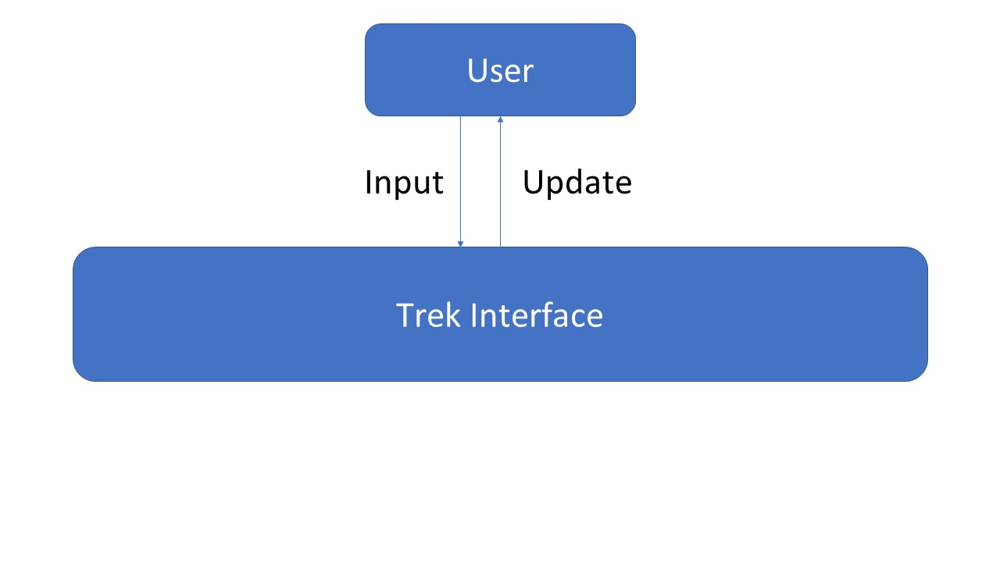 User
Input
Update
Trek Interface